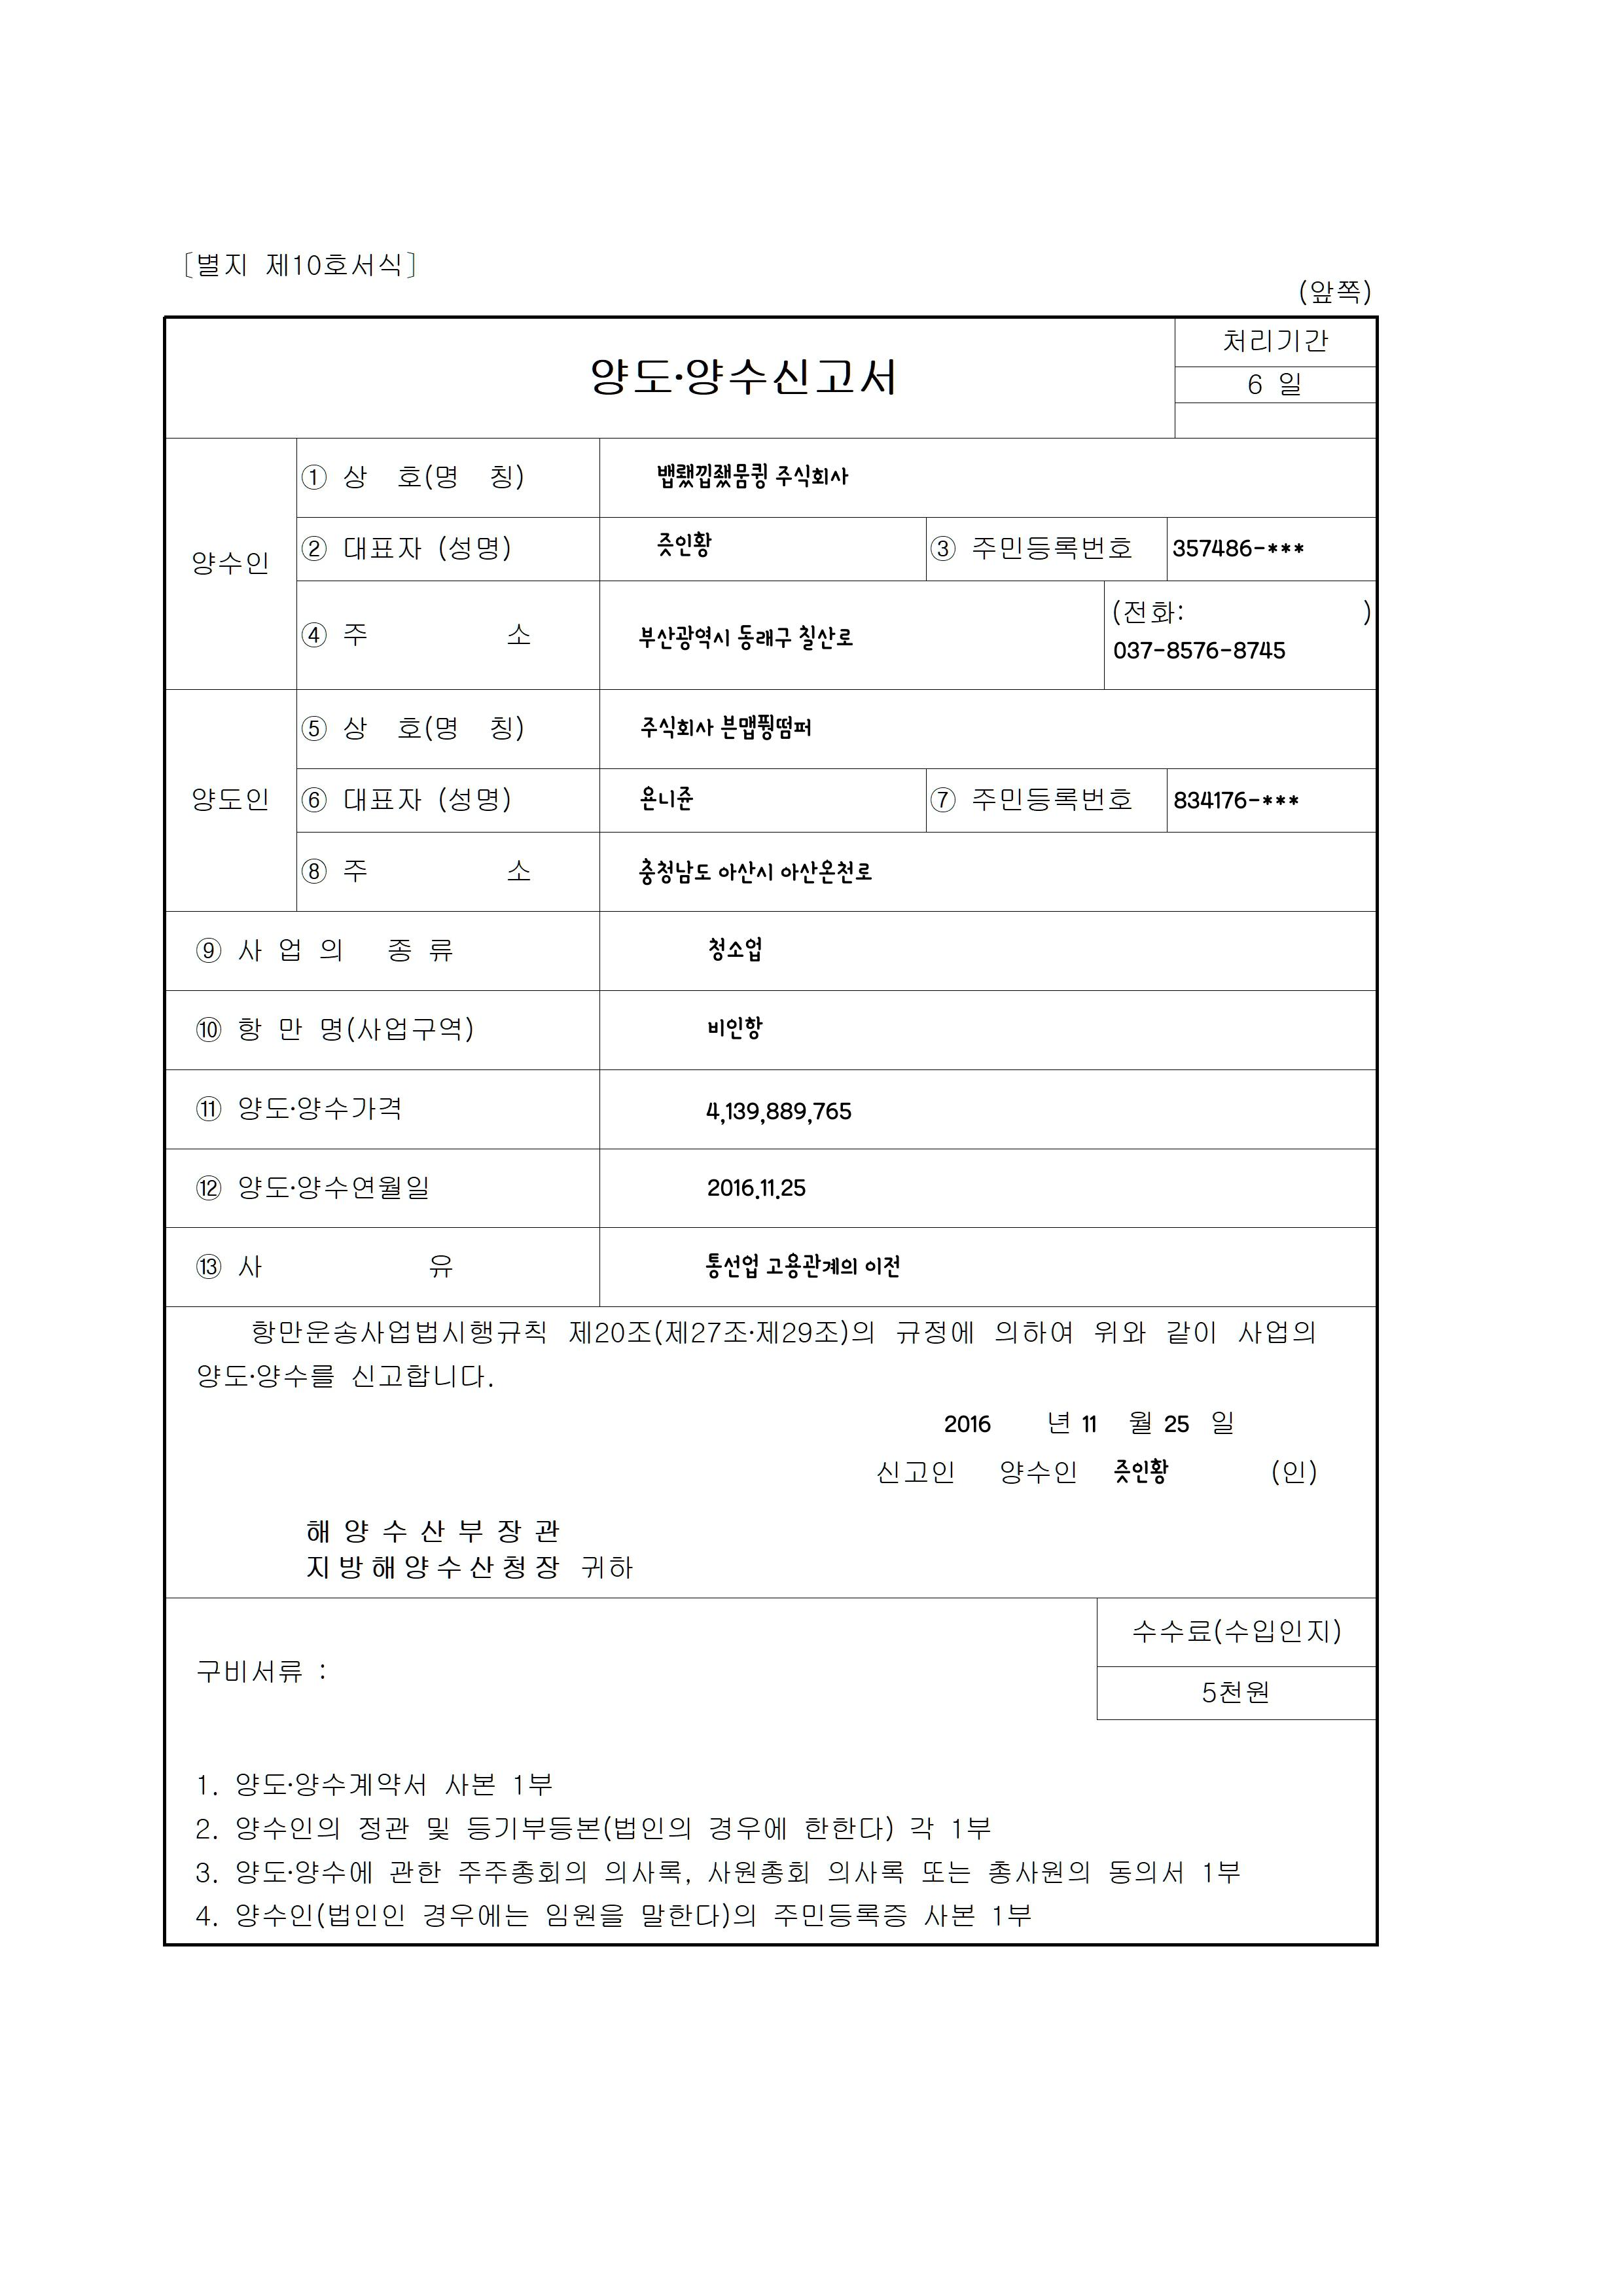 [별지 제10호서식]
(앞쪽)
양도·양수신고서
처리기간
6 일
양수인
① 상 호(명 칭)
주식회사
② 대표자 (성명)
즛인황
③ 주민등록번호
357486-***
④ 주 소
부산광역시 동래구 칠산로
(전화: )
037-8576-8745
양도인
⑤ 상 호(명 칭)
주식회사 븐맵퓡떰퍼
⑥ 대표자 (성명)
욘니쥰
⑦ 주민등록번호
834176-***
⑧ 주 소
충청남도 아산시 아산온천로
⑨ 사 업 의 종 류
청소업
⑩ 항 만 명(사업구역)
비인항
⑪ 양도·양수가격
4,139,889,765
⑫ 양도·양수연월일
2016.11.25
⑬ 사 유
통선업 고용관계의 이전
항만운송사업법시행규칙 제20조(제27조·제29조)의 규정에 의하여 위와 같이 사업의
양도·양수를 신고합니다.
2016 년 11 월 25 일
신고인 양수인 즛인황 (인)
해 양 수 산 부 장 관
지 방 해 양 수 산 청 장 귀하
구비서류 :
수수료(수입인지)
5천원
1. 양도·양수계약서 사본 1부
2. 양수인의 정관 및 등기부등본(법인의 경우에 한한다) 각 1부
3. 양도·양수에 관한 주주총회의 의사록, 사원총회 의사록 또는 총사원의 동의서 1부
4. 양수인(법인인 경우에는 임원을 말한다)의 주민등록증 사본 1부